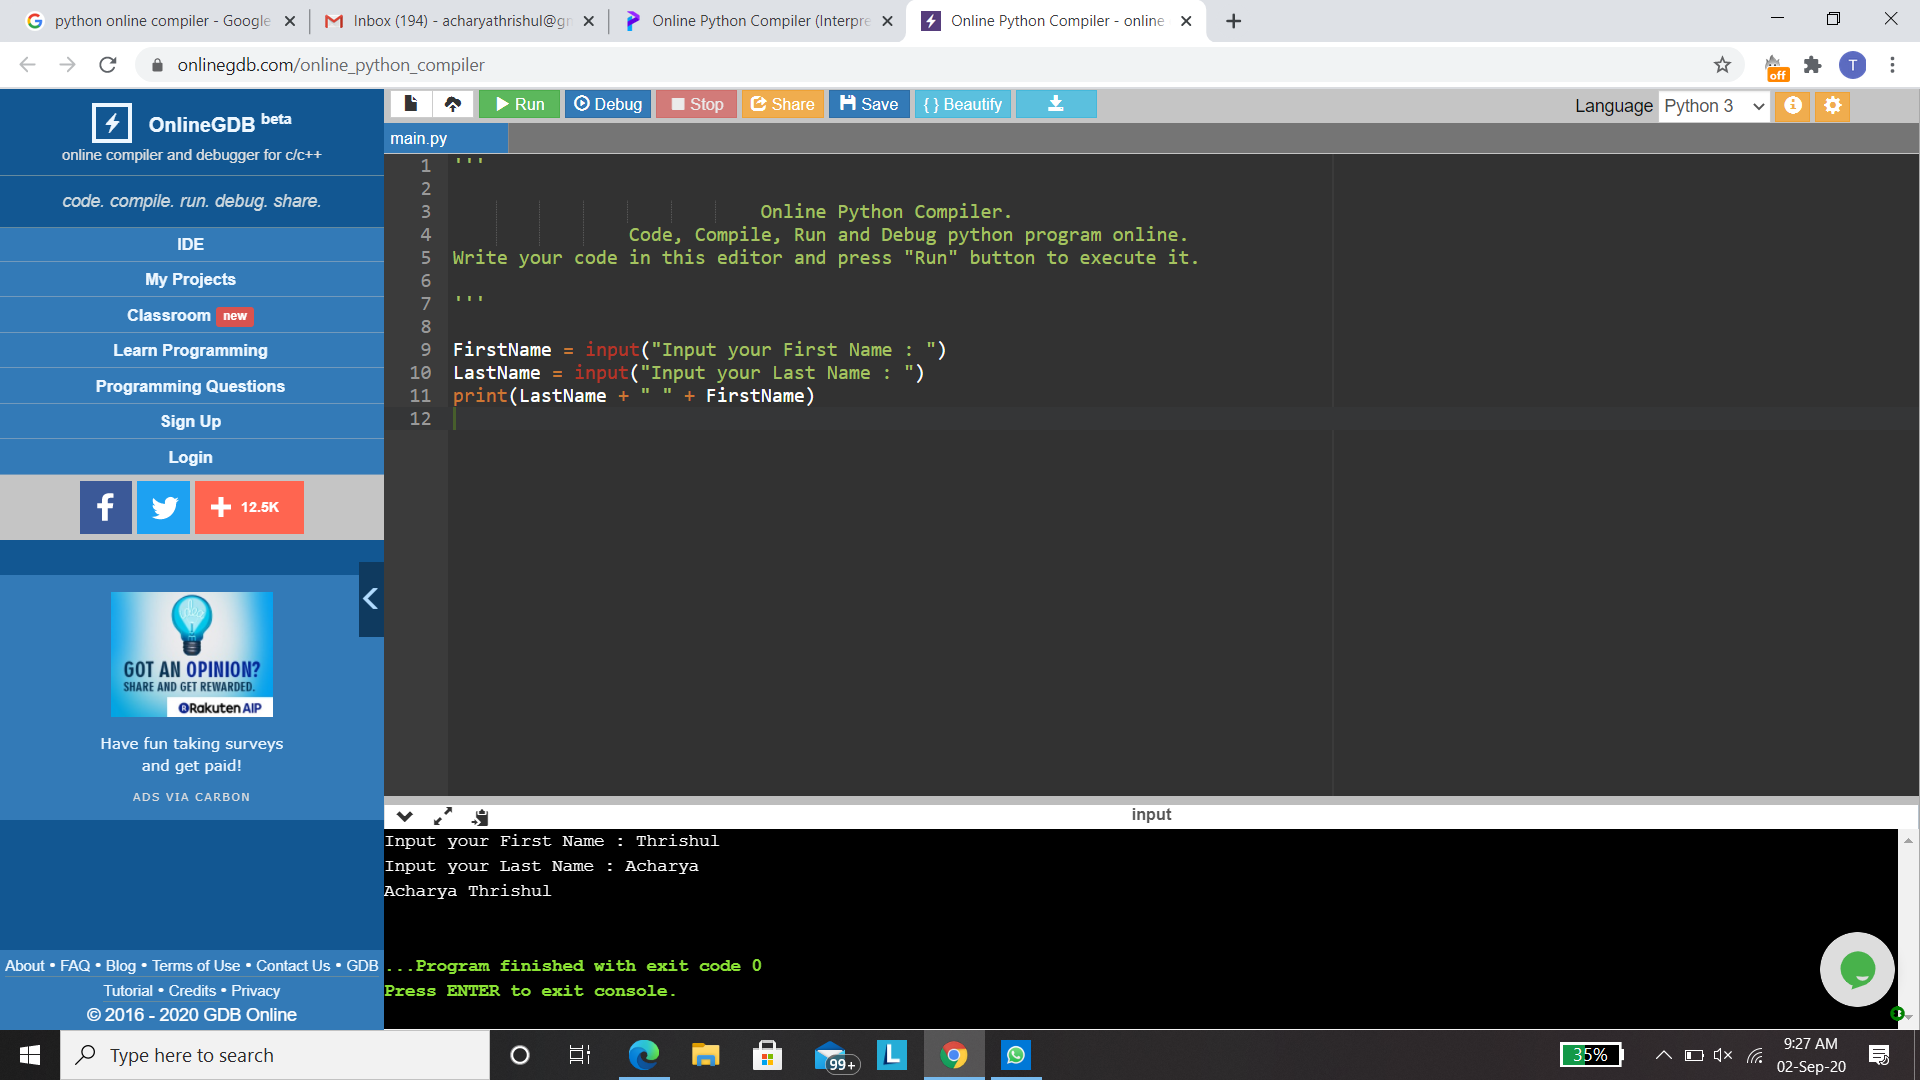 python online compiler - Google
Inbox (194) - acharyathrishul@gm
Online Python Compiler (Interpre
Online Python Compiler - online
onlinegdb.com/online_python_compiler
off
T
OnlineGDB beta
online compiler and debugger for c/c++
code. compile. run. debug. share.
IDE
My Projects
Classroom new
Learn Programming
Programming Questions
Sign Up
Login
f
+ 12.5K
GOT AN OPINION?
SHARE AND GET REWARDED.
Rakuten AIP
Have fun taking surveys
and get paid!
ADS VIA CARBON
About • FAQ • Blog • Terms of Use • Contact Us • GDB
Tutorial • Credits • Privacy
© 2016 - 2020 GDB Online
Run Debug Stop Share Save { } Beautify
Language Python 3
main.py
1 '''
2
3 Online Python Compiler.
4 Code, Compile, Run and Debug python program online.
5 Write your code in this editor and press "Run" button to execute it.
6
7 '''
8
9 FirstName = input("Input your First Name : ")
10 LastName = input("Input your Last Name : ")
11 print(LastName + " " + FirstName)
12
input
Input your First Name : Thrishul
Input your Last Name : Acharya
Acharya Thrishul
...Program finished with exit code 0
Press ENTER to exit console.
Type here to search
99+
L
35%
9:27 AM
02-Sep-20